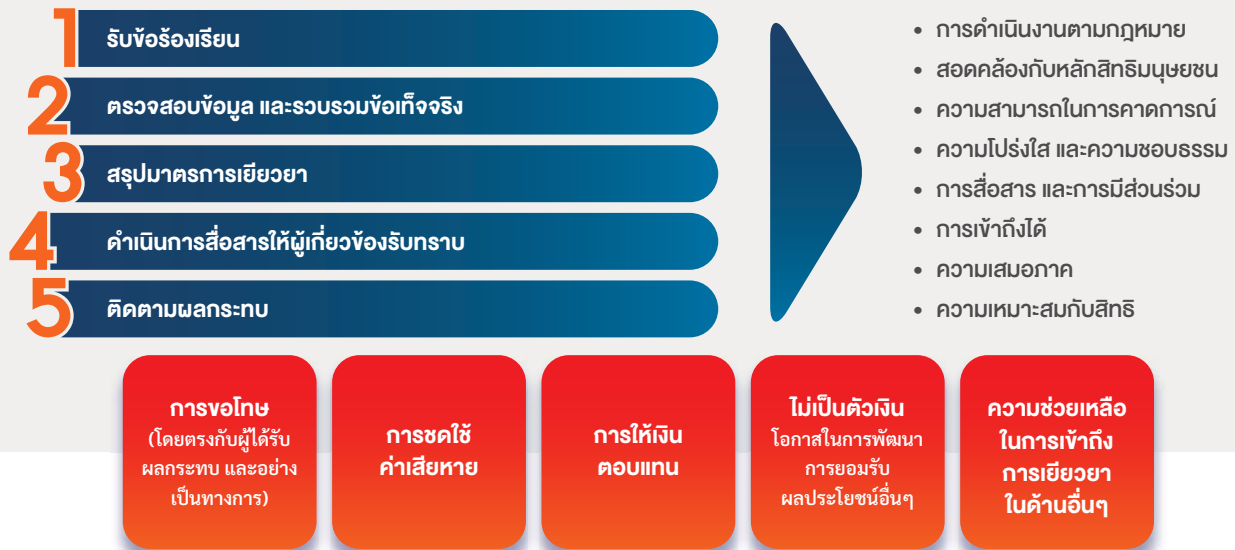 1 รับข้อร้องเรียน
2 ตรวจสอบข้อมูล และรวบรวมข้อเท็จจริง
3 สรุปมาตรการเยียวยา
4 ดำเนินการสื่อสารให้ผู้เกี่ยวข้องรับทราบ
5 ติดตามผลกระทบ
• การดำเนินงานตามกฎหมาย
• สอดคล้องกับหลักสิทธิมนุษยชน
• ความสามารถในการคาดการณ์
• ความโปร่งใส และความชอบธรรม
• การสื่อสาร และการมีส่วนร่วม
• การเข้าถึงได้
• ความเสมอภาค
• ความเหมาะสมกับสิทธิ
การขอโทษ
(โดยตรงกับผู้ได้รับ
ผลกระทบ และอย่าง
เป็นทางการ)
การชดใช้
ค่าเสียหาย
การให้เงิน
ตอบแทน
ไม่เป็นตัวเงิน
โอกาสในการพัฒนา
การยอมรับ
ผลประโยชน์อื่นๆ
ความช่วยเหลือ
ในการเข้าถึง
การเยียวยา
ในด้านอื่นๆ